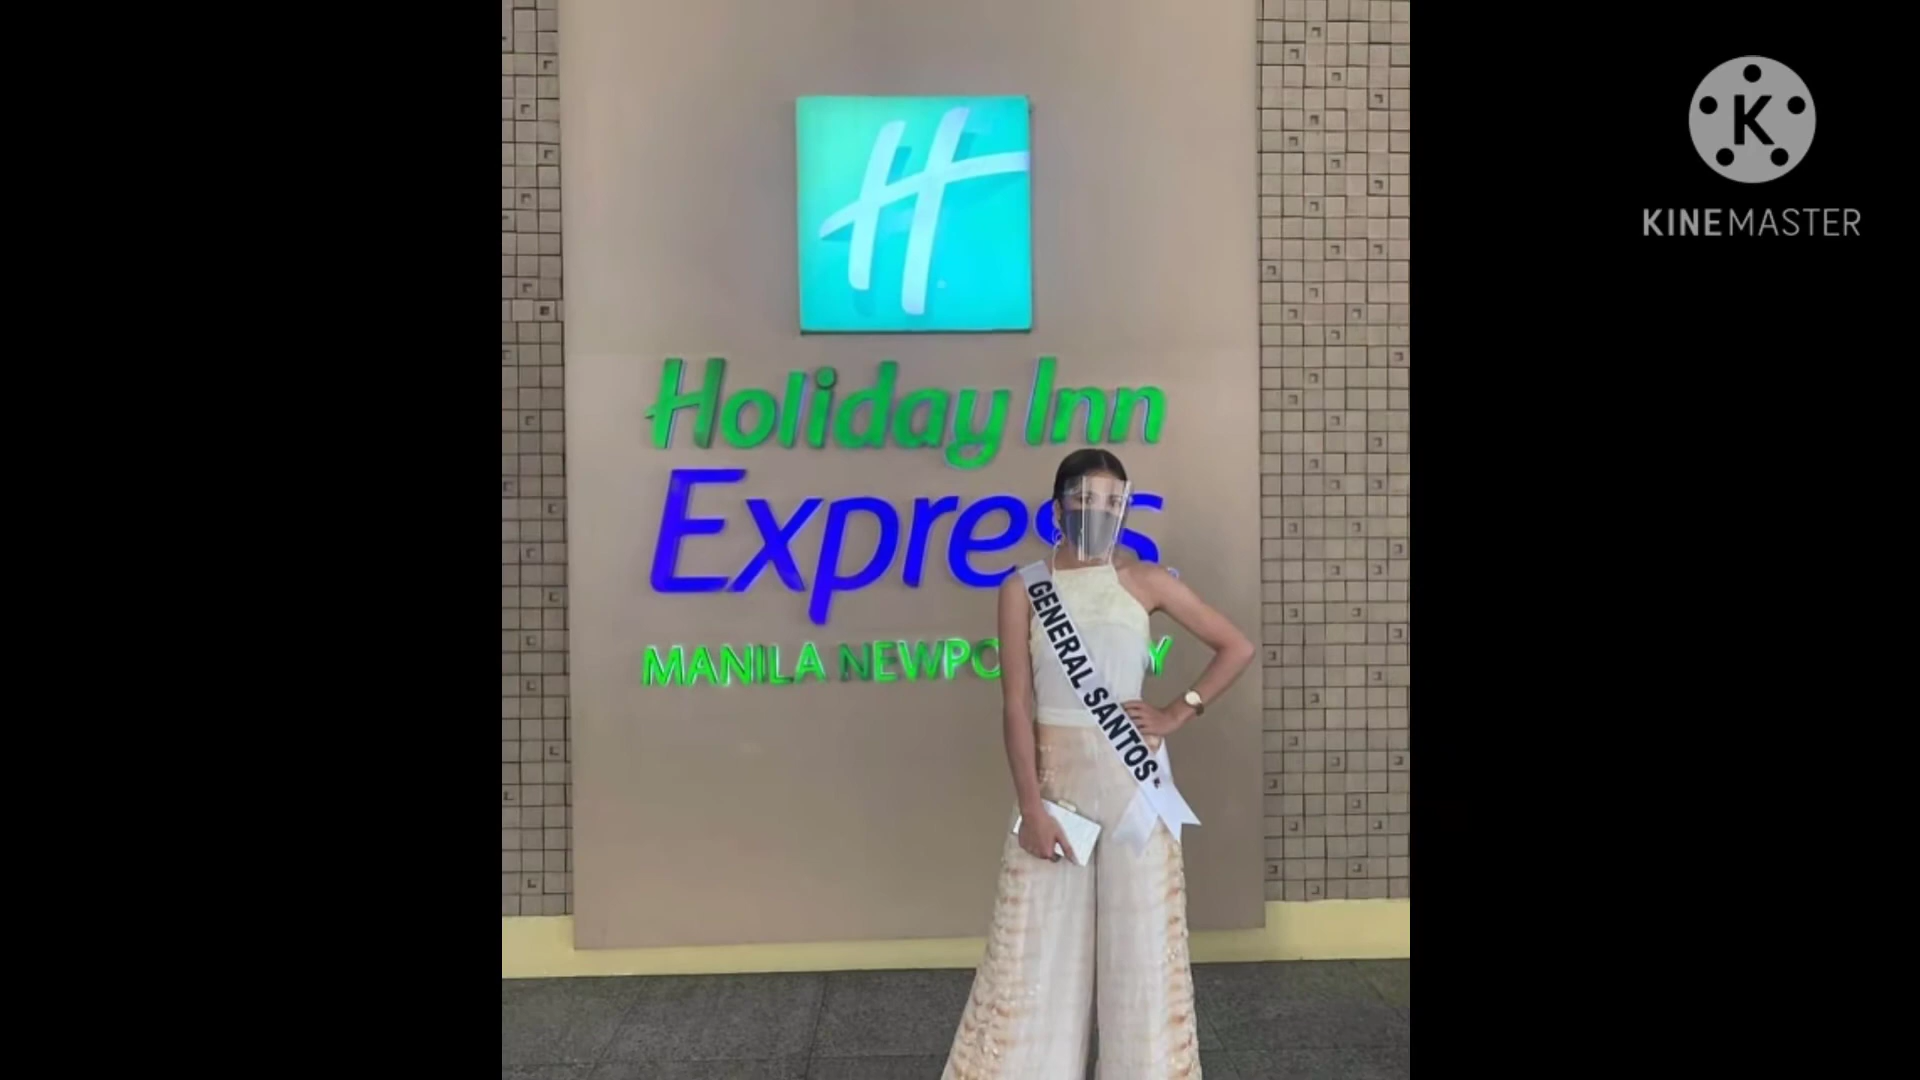 H
Holiday Inn
Express
MANILA NEWPO Y
GENERAL SANTOS
K
KINEMASTER